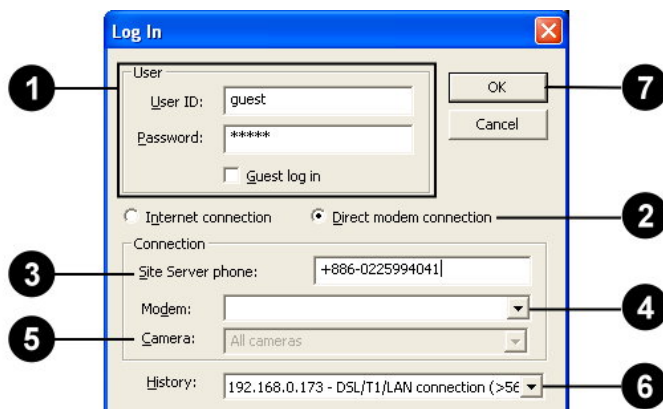 Log In
User
User ID: guest
Password: *****
Guest log in
OK
Cancel
Internet connection Direct modem connection
Connection
Site Server phone: +886-0225994041
Modem:
Camera: All cameras
History: 192.168.0.173 - DSL/T1/LAN connection (>56
1
2
3
4
5
6
7